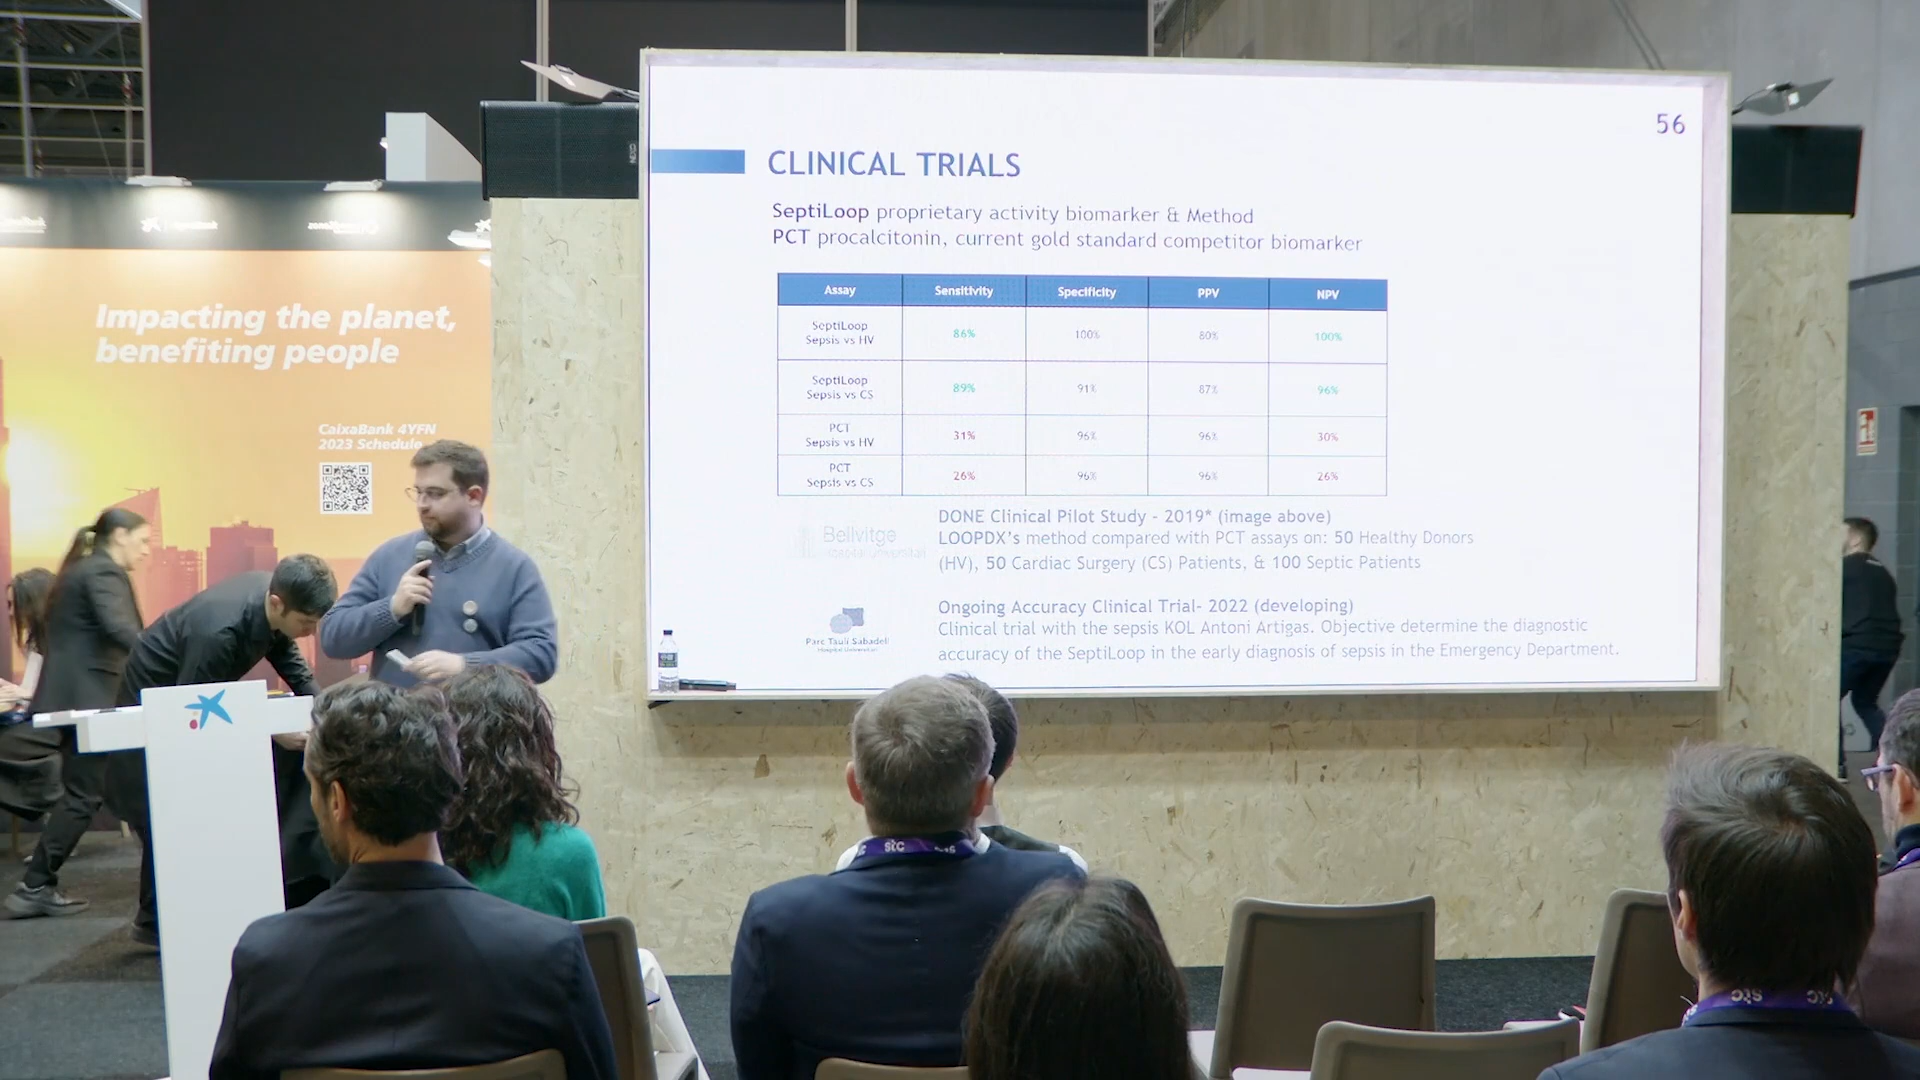 56
CLINICAL TRIALS
SeptiLoop proprietary activity biomarker & Method
PCT procalcitonin, current gold standard competitor biomarker
Assay Sensitivity Specificity PPV NPV
SeptiLoop
Sepsis vs HV 86% 100% 80% 100%
SeptiLoop
Sepsis vs CS 89% 91% 87% 96%
PCT
Sepsis vs HV 31% 96% 96% 30%
PCT
Sepsis vs CS 26% 96% 96% 26%
Bellvitge
DONE Clinical Pilot Study - 2019* (image above)
LOOPDX's method compared with PCT assays on: 50 Healthy Donors
(HV), 50 Cardiac Surgery (CS) Patients, & 100 Septic Patients
Parc Taulí Sabadell
Hospital Universitari
Ongoing Accuracy Clinical Trial- 2022 (developing)
Clinical trial with the sepsis KOL Antoni Artigas. Objective determine the diagnostic
accuracy of the SeptiLoop in the early diagnosis of sepsis in the Emergency Department.
Impacting the planet,
benefiting people
CaixaBank 4YFN
2023 Schedule
stc
stc